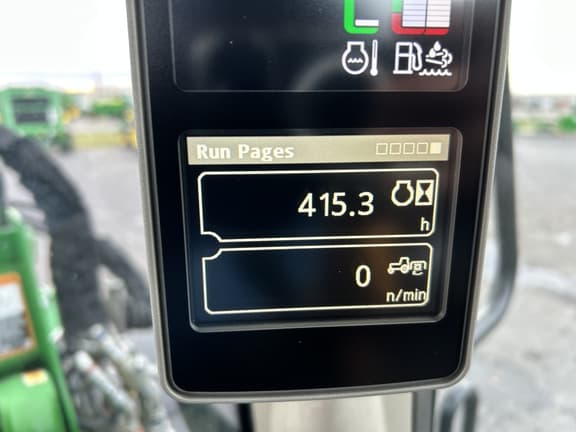 Run Pages
415.3
h
0
n/min